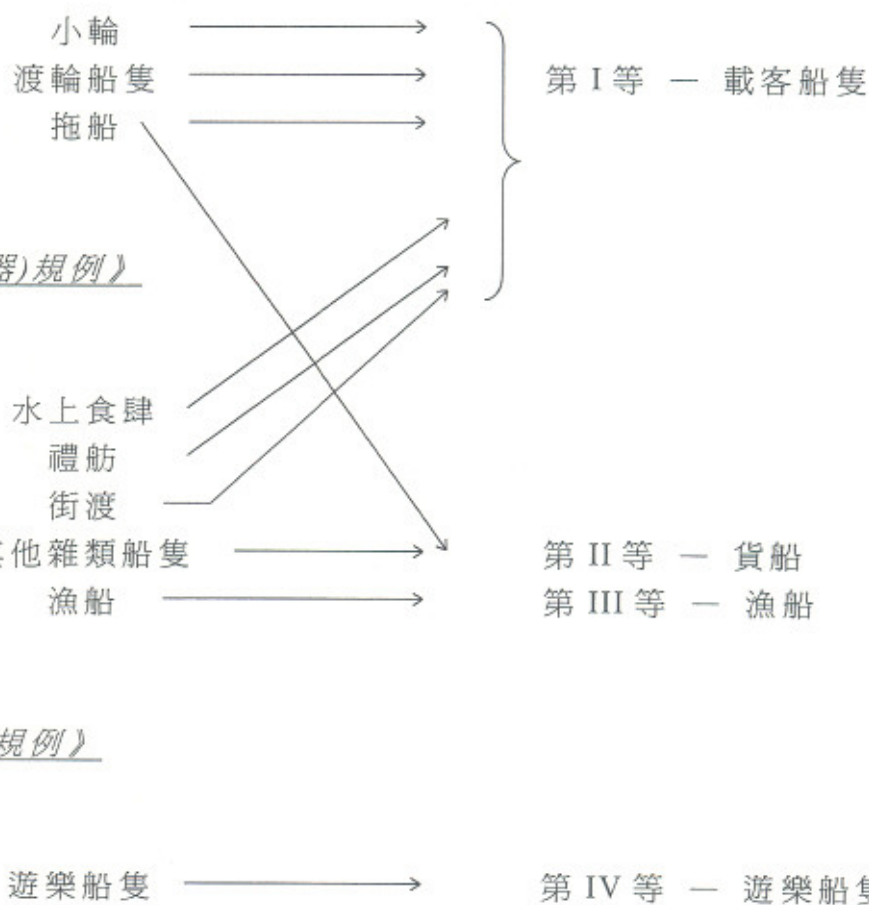 小輪
渡輪船隻 第 I 等 — 載客船隻
拖船
器)規例》
水上食肆
禮舫
街渡
他雜類船隻 第 II 等 — 貨船
漁船 第 III 等 — 漁船
規例》
遊樂船隻 第 IV 等 — 遊樂船隻